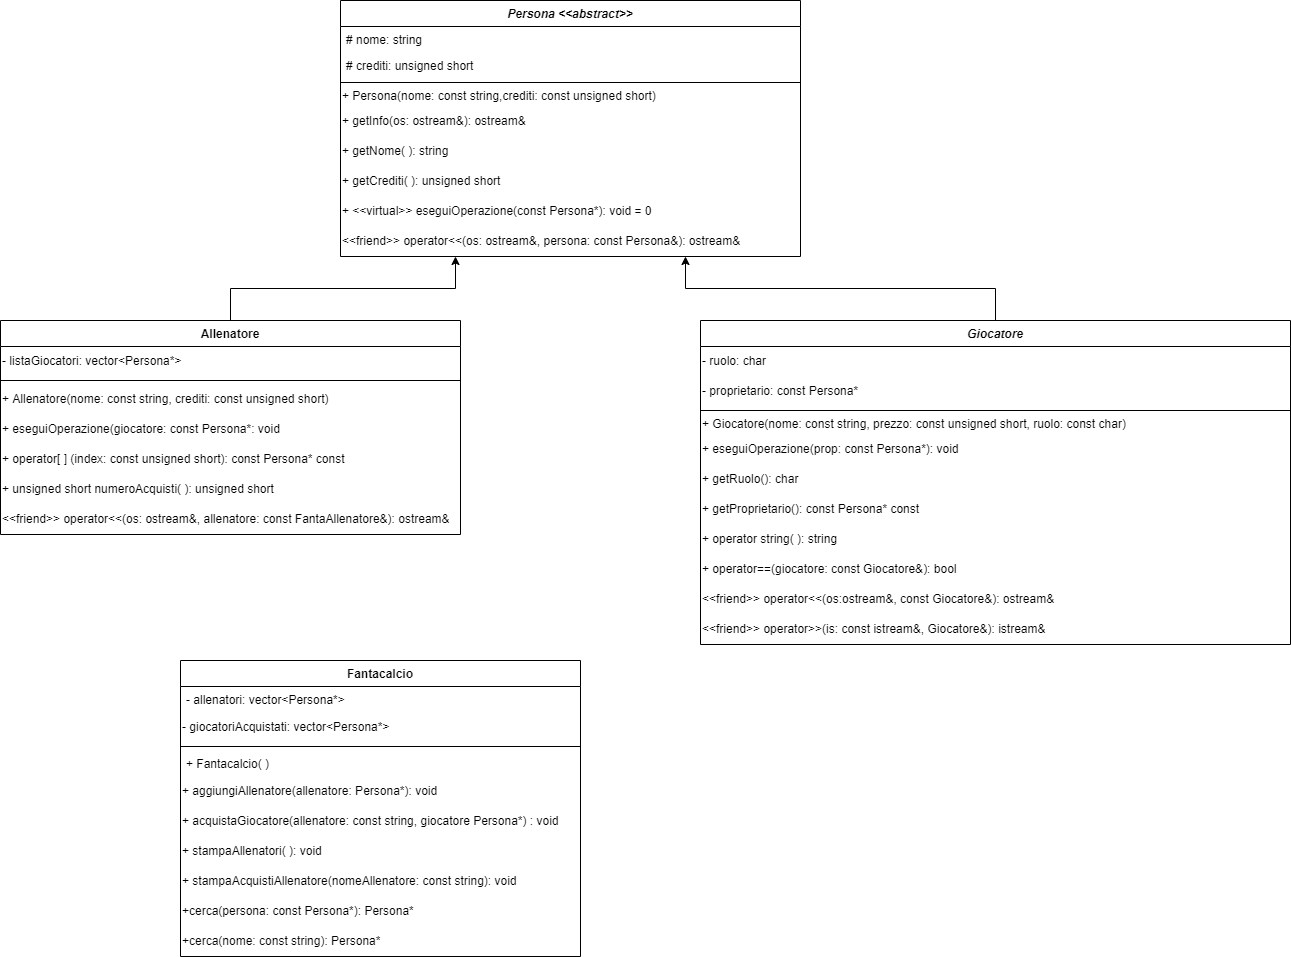 Persona <<abstract>>
# nome: string
# crediti: unsigned short
+ Persona(nome: const string,crediti: const unsigned short)
+ getInfo(os: ostream&): ostream&
+ getNome( ): string
+ getCrediti( ): unsigned short
+ <<virtual>> eseguiOperazione(const Persona*): void = 0
<<friend>> operator<<(os: ostream&, persona: const Persona&): ostream&
Allenatore
- listaGiocatori: vector<Persona*>
+ Allenatore(nome: const string, crediti: const unsigned short)
+ eseguiOperazione(giocatore: const Persona*: void
+ operator[ ] (index: const unsigned short): const Persona* const
+ unsigned short numeroAcquisti( ): unsigned short
<<friend>> operator<<(os: ostream&, allenatore: const FantaAllenatore&): ostream&
Giocatore
- ruolo: char
- proprietario: const Persona*
+ Giocatore(nome: const string, prezzo: const unsigned short, ruolo: const char)
+ eseguiOperazione(prop: const Persona*): void
+ getRuolo(): char
+ getProprietario(): const Persona* const
+ operator string( ): string
+ operator==(giocatore: const Giocatore&): bool
<<friend>> operator<<(os:ostream&, const Giocatore&): ostream&
<<friend>> operator>>(is: const istream&, Giocatore&): istream&
Fantacalcio
- allenatori: vector<Persona*>
- giocatoriAcquistati: vector<Persona*>
+ Fantacalcio( )
+ aggiungiAllenatore(allenatore: Persona*): void
+ acquistaGiocatore(allenatore: const string, giocatore Persona*) : void
+ stampaAllenatori( ): void
+ stampaAcquistiAllenatore(nomeAllenatore: const string): void
+cerca(persona: const Persona*): Persona*
+cerca(nome: const string): Persona*